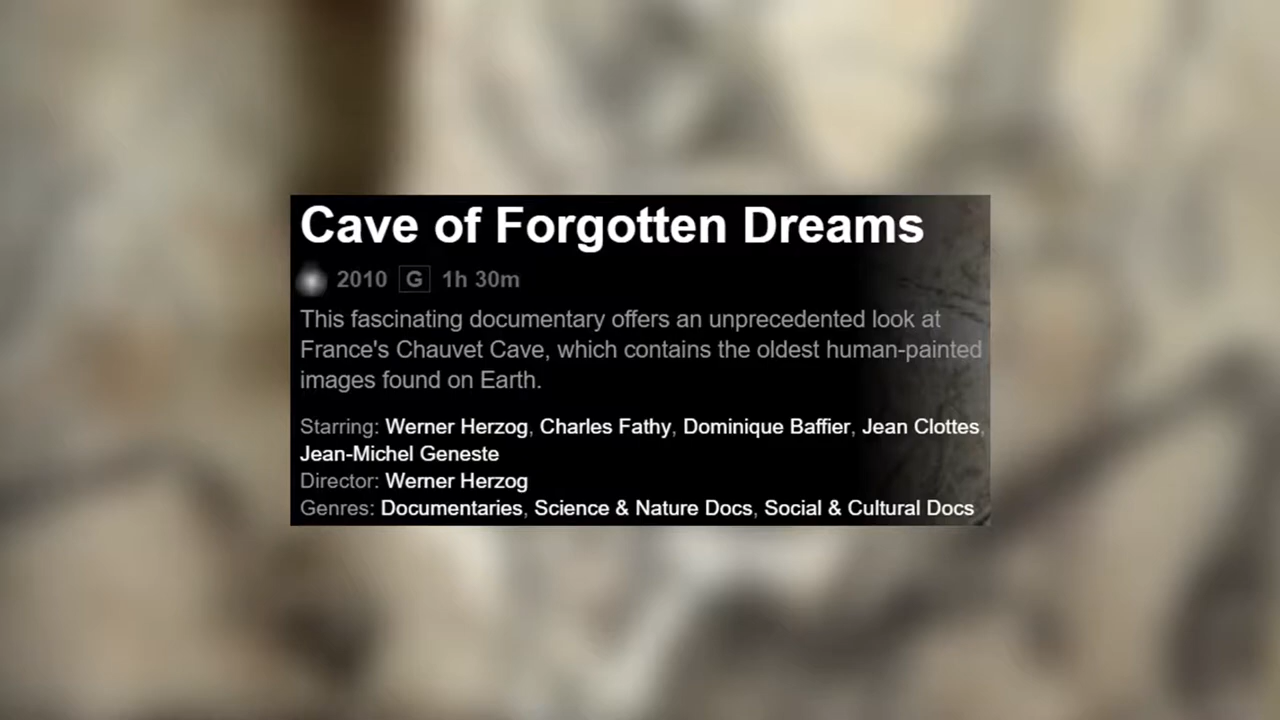 Cave of Forgotten Dreams
2010 G 1h 30m
This fascinating documentary offers an unprecedented look at
France's Chauvet Cave, which contains the oldest human-painted
images found on Earth.
Starring: Werner Herzog, Charles Fathy, Dominique Baffier, Jean Clottes,
Jean-Michel Geneste
Director: Werner Herzog
Genres: Documentaries, Science & Nature Docs, Social & Cultural Docs